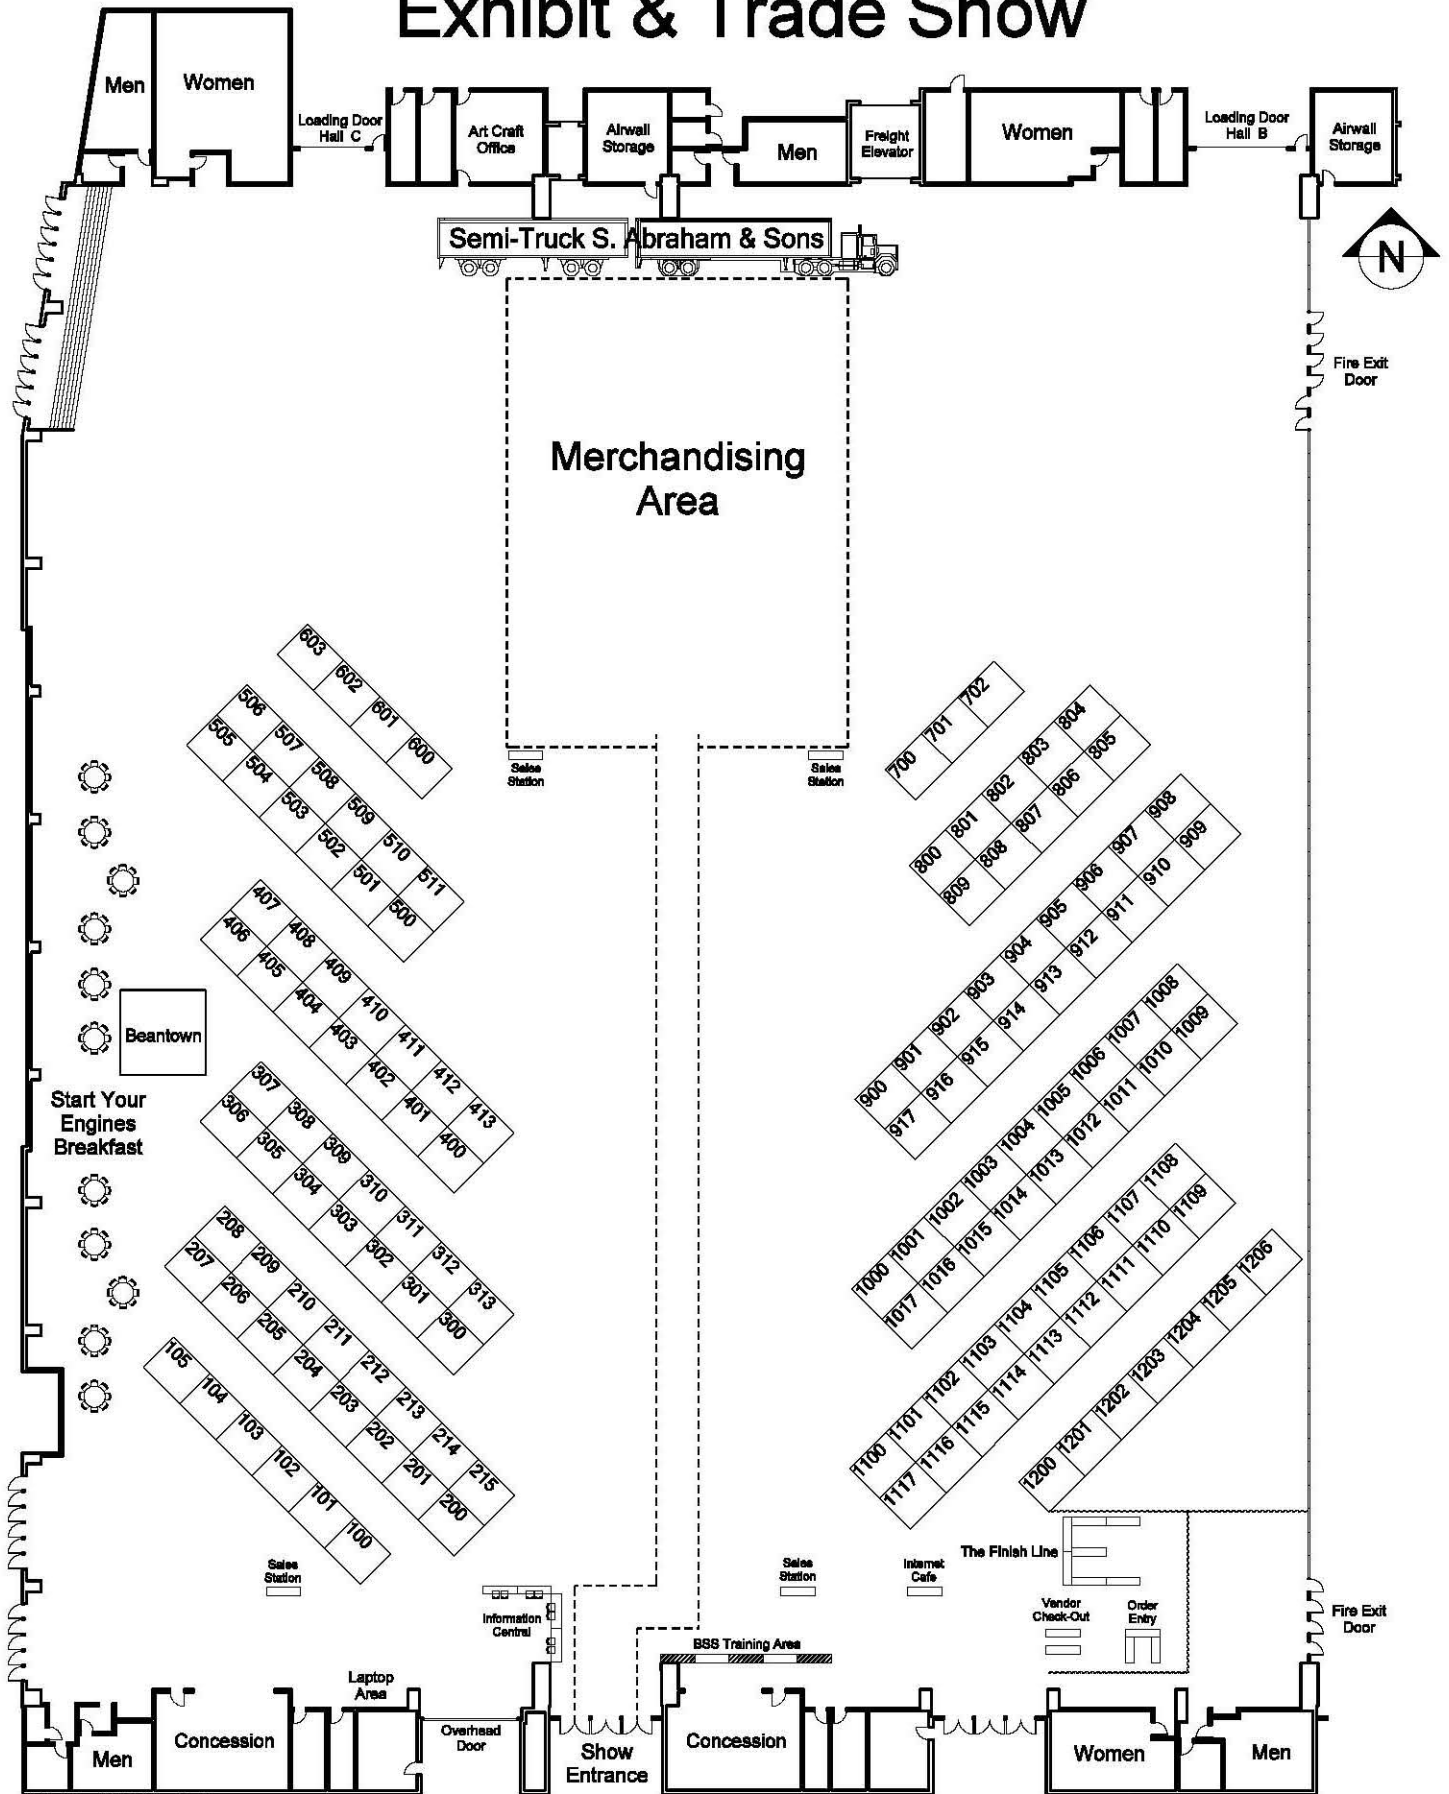 Exhibit & Trade Show
Men
Women
Loading Door
Hall C
Art Craft
Office
Airwall
Storage
Men
Freight
Elevator
Women
Loading Door
Hall B
Airwall
Storage
Semi-Truck S. Abraham & Sons
N
Fire Exit
Door
Merchandising
Area
603
602
601
600
506
507
508
509
510
511
505
504
503
502
501
500
Sales
Station
Sales
Station
700
701
702
800
801
802
803
804
809
808
807
806
805
407
408
409
410
411
412
413
406
405
404
403
402
401
400
900
901
902
903
904
905
906
907
908
917
916
915
914
913
912
911
910
909
Beantown
Start Your
Engines
Breakfast
307
308
309
310
311
312
313
306
305
304
303
302
301
300
1000
1001
1002
1003
1004
1005
1006
1007
1008
1017
1016
1015
1014
1013
1012
1011
1010
1009
208
209
210
211
212
213
214
215
207
206
205
204
203
202
201
200
1100
1101
1102
1103
1104
1105
1106
1107
1108
1117
1116
1115
1114
1113
1112
1111
1110
1109
105
104
103
102
101
100
1200
1201
1202
1203
1204
1205
1206
Sales
Station
Information
Central
Sales
Station
Internet
Cafe
The Finish Line
Vendor
Check-Out
Order
Entry
Fire Exit
Door
BSS Training Area
Laptop
Area
Men
Concession
Overhead
Door
Show
Entrance
Concession
Women
Men